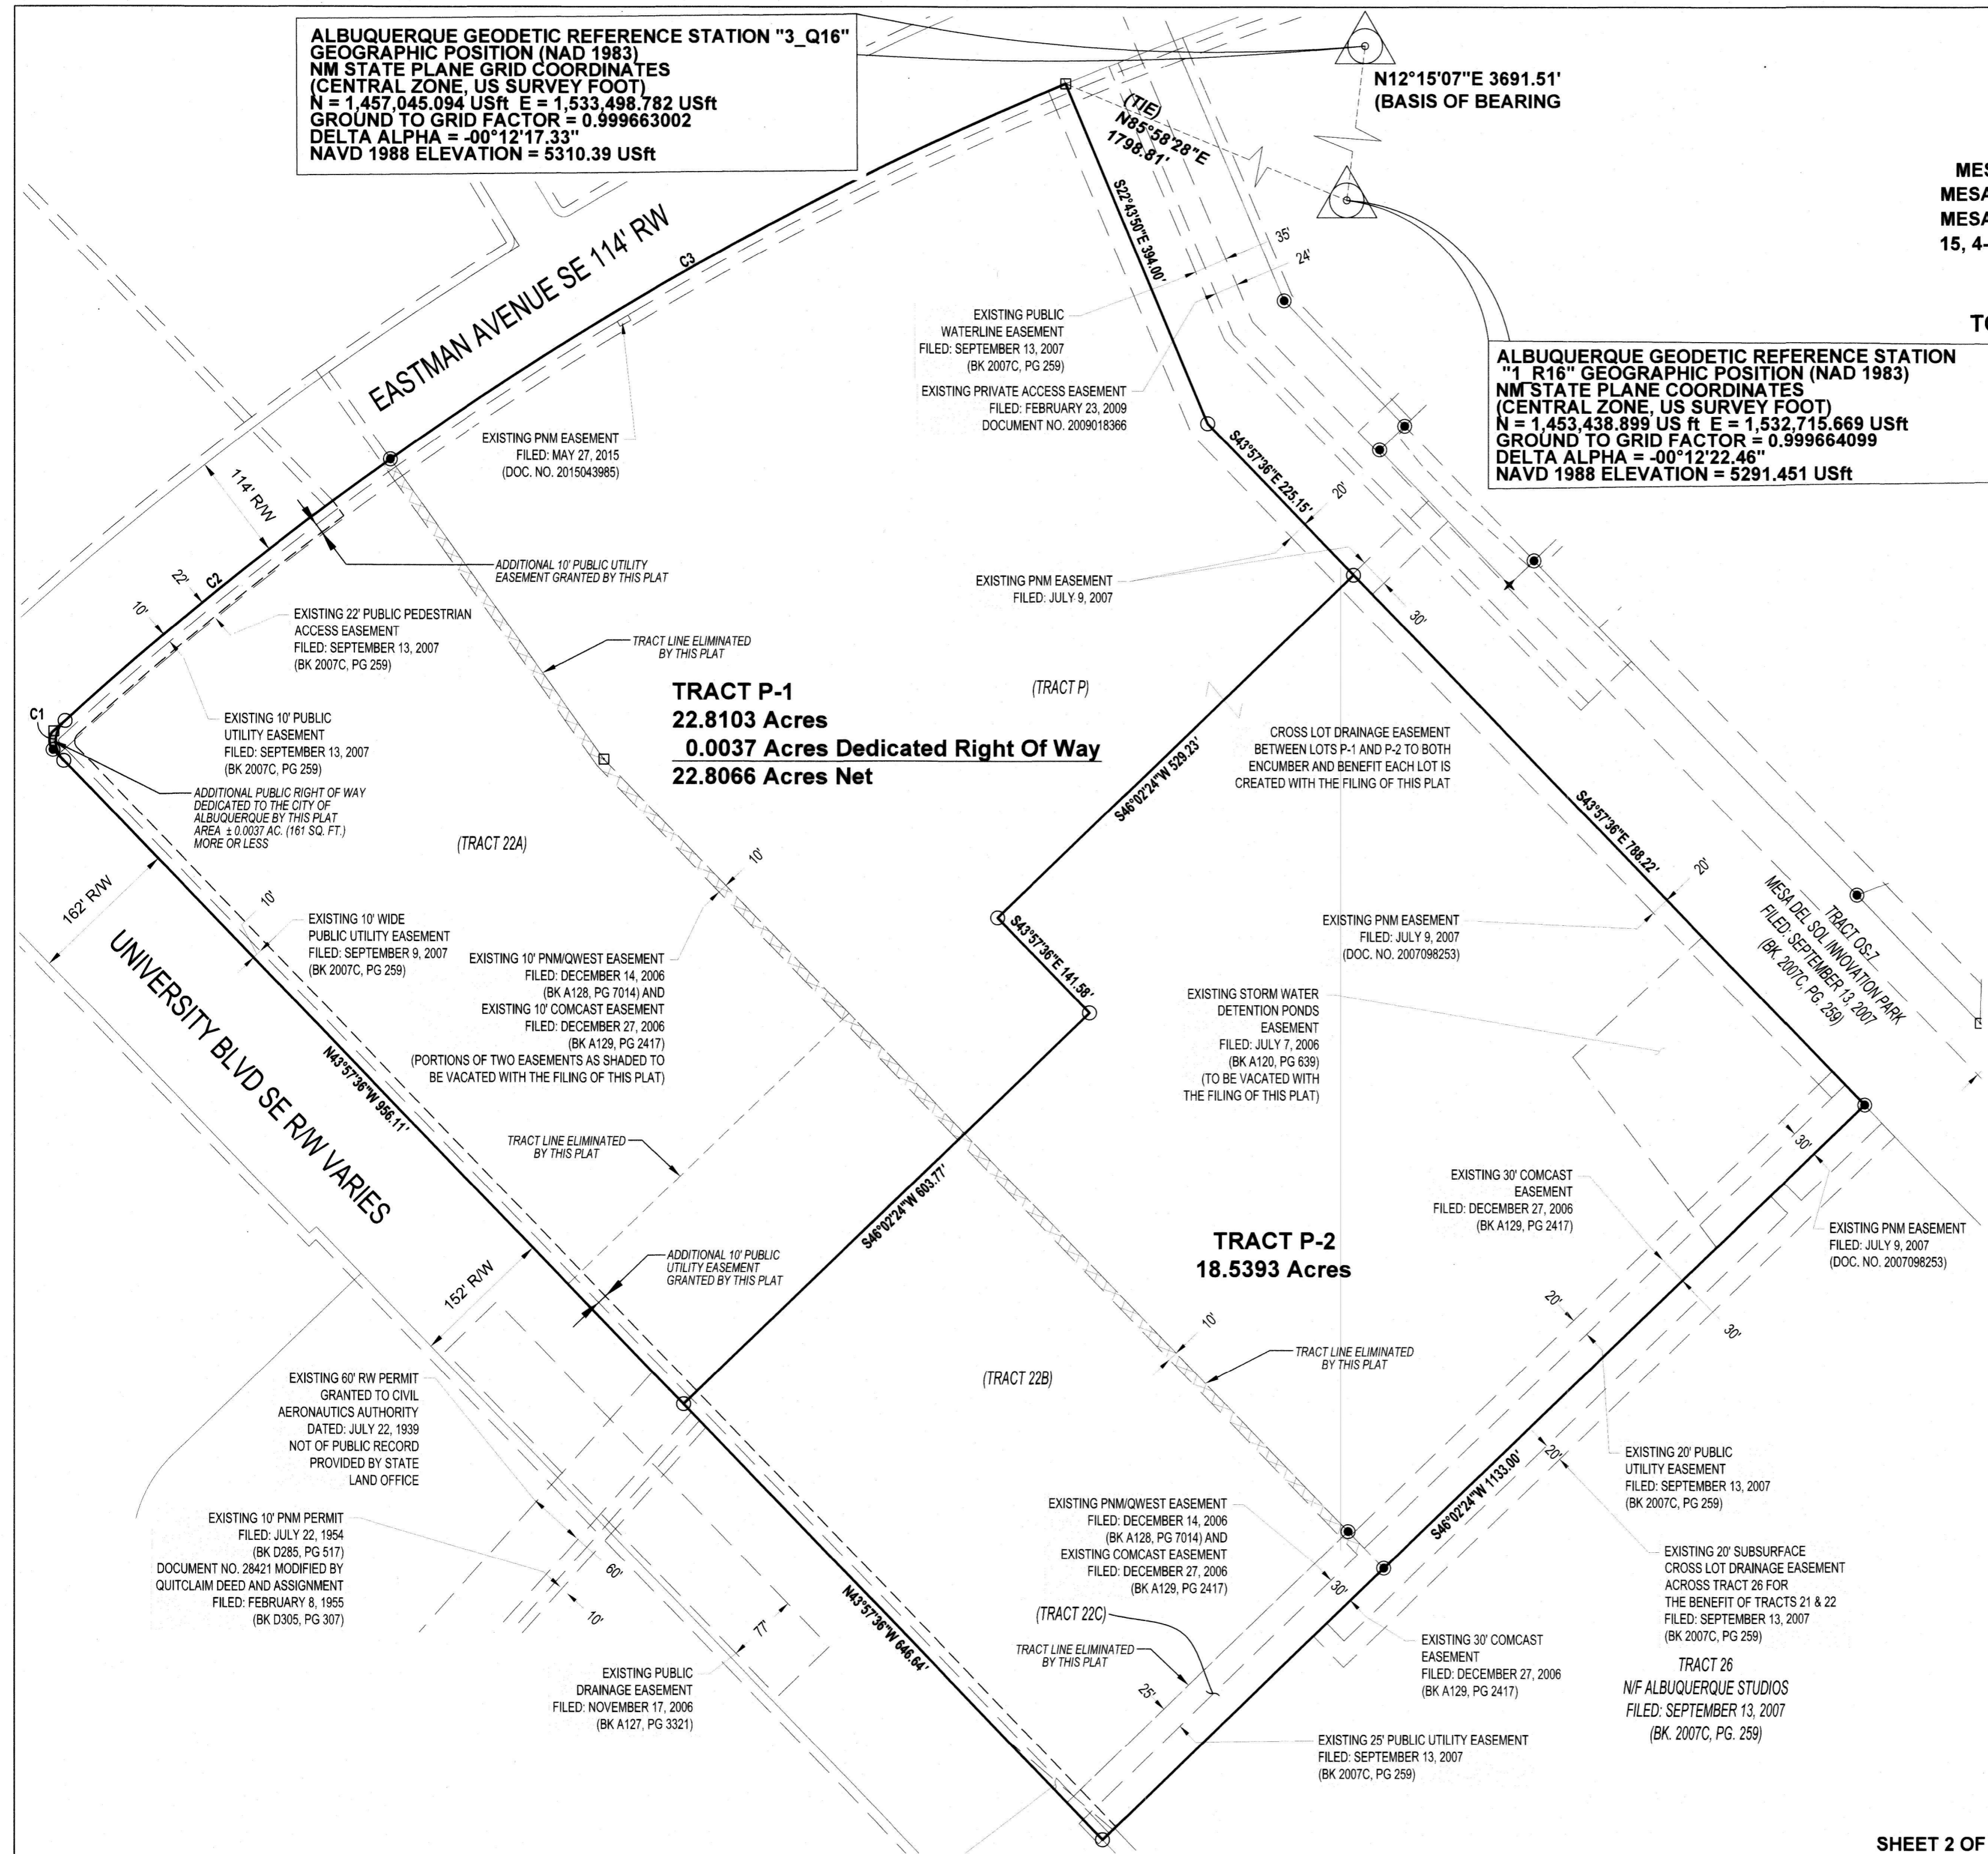 ALBUQUERQUE GEODETIC REFERENCE STATION "3_Q16"
GEOGRAPHIC POSITION (NAD 1983)
NM STATE PLANE GRID COORDINATES
(CENTRAL ZONE, US SURVEY FOOT)
N = 1,457,045.094 USft E = 1,533,498.782 USft
GROUND TO GRID FACTOR = 0.999663002
DELTA ALPHA = -00°12'17.33"
NAVD 1988 ELEVATION = 5310.39 USft
N12°15'07"E 3691.51'
(BASIS OF BEARING
(TIE)
N85°58'28"E
1798.81'
MES
MESA
MESA
15, 4-
TO
ALBUQUERQUE GEODETIC REFERENCE STATION
"1_R16" GEOGRAPHIC POSITION (NAD 1983)
NM STATE PLANE COORDINATES
(CENTRAL ZONE, US SURVEY FOOT)
N = 1,453,438.899 US ft E = 1,532,715.669 USft
GROUND TO GRID FACTOR = 0.999664099
DELTA ALPHA = -00°12'22.46"
NAVD 1988 ELEVATION = 5291.451 USft
EASTMAN AVENUE SE 114' RW
C3
S22°43'50"E 394.00'
35'
24'
EXISTING PUBLIC
WATERLINE EASEMENT
FILED: SEPTEMBER 13, 2007
(BK 2007C, PG 259)
EXISTING PRIVATE ACCESS EASEMENT
FILED: FEBRUARY 23, 2009
DOCUMENT NO. 2009018366
EXISTING PNM EASEMENT
FILED: MAY 27, 2015
(DOC. NO. 2015043985)
S43°57'36"E 225.15'
20'
114' R/W
ADDITIONAL 10' PUBLIC UTILITY
EASEMENT GRANTED BY THIS PLAT
22'
C2
10'
EXISTING PNM EASEMENT
FILED: JULY 9, 2007
30'
EXISTING 22' PUBLIC PEDESTRIAN
ACCESS EASEMENT
FILED: SEPTEMBER 13, 2007
(BK 2007C, PG 259)
TRACT LINE ELIMINATED
BY THIS PLAT
TRACT P-1
22.8103 Acres
0.0037 Acres Dedicated Right Of Way
22.8066 Acres Net
(TRACT P)
C1
EXISTING 10' PUBLIC
UTILITY EASEMENT
FILED: SEPTEMBER 13, 2007
(BK 2007C, PG 259)
CROSS LOT DRAINAGE EASEMENT
BETWEEN LOTS P-1 AND P-2 TO BOTH
ENCUMBER AND BENEFIT EACH LOT IS
CREATED WITH THE FILING OF THIS PLAT
S46°02'24"W 529.23'
ADDITIONAL PUBLIC RIGHT OF WAY
DEDICATED TO THE CITY OF
ALBUQUERQUE BY THIS PLAT
AREA ± 0.0037 AC. (161 SQ. FT.)
MORE OR LESS
(TRACT 22A)
S43°57'36"E 788.22'
20'
10'
162' R/W
10'
EXISTING 10' WIDE
PUBLIC UTILITY EASEMENT
FILED: SEPTEMBER 9, 2007
(BK 2007C, PG 259)
TRACT OS-7
MESA DEL SOL INNOVATION PARK
FILED: SEPTEMBER 13, 2007
(BK. 2007C, PG. 259)
EXISTING PNM EASEMENT
FILED: JULY 9, 2007
(DOC. NO. 2007098253)
S43°57'36"E 141.58'
EXISTING 10' PNM/QWEST EASEMENT
FILED: DECEMBER 14, 2006
(BK A128, PG 7014) AND
EXISTING 10' COMCAST EASEMENT
FILED: DECEMBER 27, 2006
(BK A129, PG 2417)
(PORTIONS OF TWO EASEMENTS AS SHADED TO
BE VACATED WITH THE FILING OF THIS PLAT)
EXISTING STORM WATER
DETENTION PONDS
EASEMENT
FILED: JULY 7, 2006
(BK A120, PG 639)
(TO BE VACATED WITH
THE FILING OF THIS PLAT)
UNIVERSITY BLVD SE R/W VARIES
N43°57'36"W 956.11'
TRACT LINE ELIMINATED
BY THIS PLAT
S46°02'24"W 603.77'
30'
EXISTING 30' COMCAST
EASEMENT
FILED: DECEMBER 27, 2006
(BK A129, PG 2417)
EXISTING PNM EASEMENT
FILED: JULY 9, 2007
(DOC. NO. 2007098253)
TRACT P-2
18.5393 Acres
ADDITIONAL 10' PUBLIC
UTILITY EASEMENT
GRANTED BY THIS PLAT
152' R/W
20'
30'
10'
TRACT LINE ELIMINATED
BY THIS PLAT
(TRACT 22B)
EXISTING 60' RW PERMIT
GRANTED TO CIVIL
AERONAUTICS AUTHORITY
DATED: JULY 22, 1939
NOT OF PUBLIC RECORD
PROVIDED BY STATE
LAND OFFICE
20'
S46°02'24"W 1133.00'
EXISTING 20' PUBLIC
UTILITY EASEMENT
FILED: SEPTEMBER 13, 2007
(BK 2007C, PG 259)
EXISTING 10' PNM PERMIT
FILED: JULY 22, 1954
(BK D285, PG 517)
DOCUMENT NO. 28421 MODIFIED BY
QUITCLAIM DEED AND ASSIGNMENT
FILED: FEBRUARY 8, 1955
(BK D305, PG 307)
60'
10'
77'
N43°57'36"W 646.64'
EXISTING PNM/QWEST EASEMENT
FILED: DECEMBER 14, 2006
(BK A128, PG 7014) AND
EXISTING COMCAST EASEMENT
FILED: DECEMBER 27, 2006
(BK A129, PG 2417)
30'
EXISTING 20' SUBSURFACE
CROSS LOT DRAINAGE EASEMENT
ACROSS TRACT 26 FOR
THE BENEFIT OF TRACTS 21 & 22
FILED: SEPTEMBER 13, 2007
(BK 2007C, PG 259)
(TRACT 22C)
TRACT LINE ELIMINATED
BY THIS PLAT
25'
EXISTING 30' COMCAST
EASEMENT
FILED: DECEMBER 27, 2006
(BK A129, PG 2417)
TRACT 26
N/F ALBUQUERQUE STUDIOS
FILED: SEPTEMBER 13, 2007
(BK. 2007C, PG. 259)
EXISTING PUBLIC
DRAINAGE EASEMENT
FILED: NOVEMBER 17, 2006
(BK A127, PG 3321)
EXISTING 25' PUBLIC UTILITY EASEMENT
FILED: SEPTEMBER 13, 2007
(BK 2007C, PG 259)
SHEET 2 OF